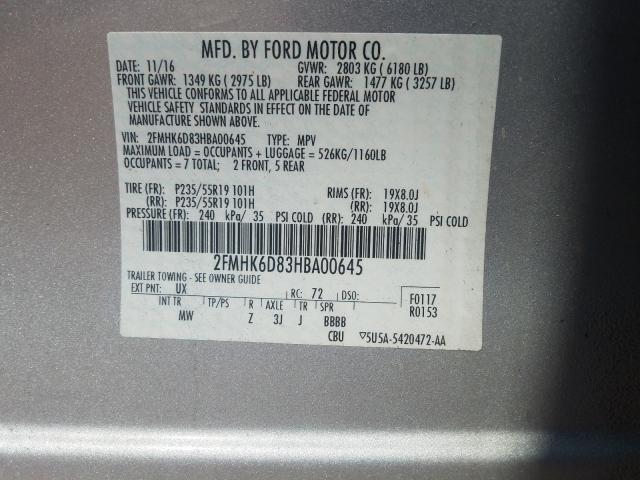 MFD. BY FORD MOTOR CO.
DATE: 11/16 GVWR: 2803 KG ( 6180 LB)
FRONT GAWR: 1349 KG ( 2975 LB) REAR GAWR: 1477 KG ( 3257 LB)
THIS VEHICLE CONFORMS TO ALL APPLICABLE FEDERAL MOTOR
VEHICLE SAFETY STANDARDS IN EFFECT ON THE DATE OF
MANUFACTURE SHOWN ABOVE.
VIN: 2FMHK6D83HBA00645 TYPE: MPV
MAXIMUM LOAD = OCCUPANTS + LUGGAGE = 526KG/1160LB
OCCUPANTS = 7 TOTAL; 2 FRONT, 5 REAR
TIRE (FR): P235/55R19 101H RIMS (FR): 19X8.0J
(RR): P235/55R19 101H (RR): 19X8.0J
PRESSURE (FR): 240 kPa/ 35 PSI COLD (RR): 240 kPa/ 35 PSI COLD
2FMHK6D83HBA00645
TRAILER TOWING - SEE OWNER GUIDE
EXT PNT: UX RC: 72 DSO: F0117
INT TR TP/PS R AXLE TR SPR R0153
MW Z 3J J BBBB
CBU ▽5U5A-5420472-AA